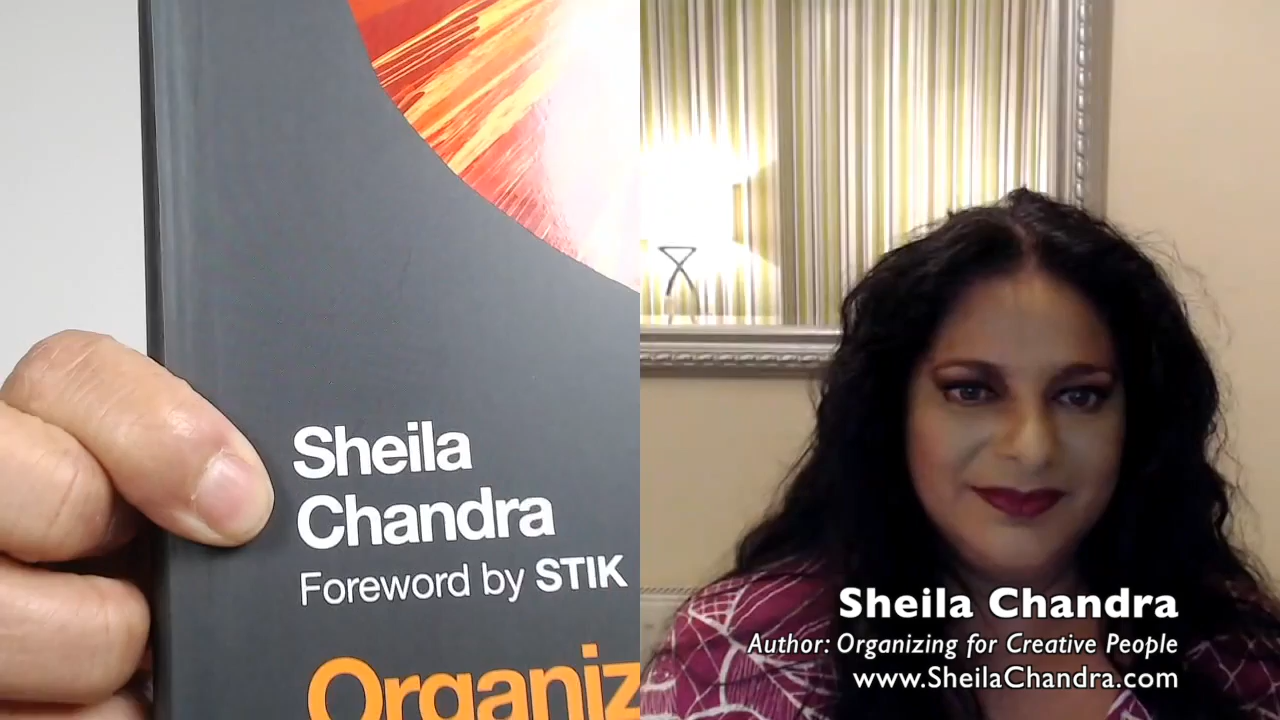 Sheila
Chandra
Foreword by STIK
Organiz
Sheila Chandra
Author: Organizing for Creative People
www.SheilaChandra.com